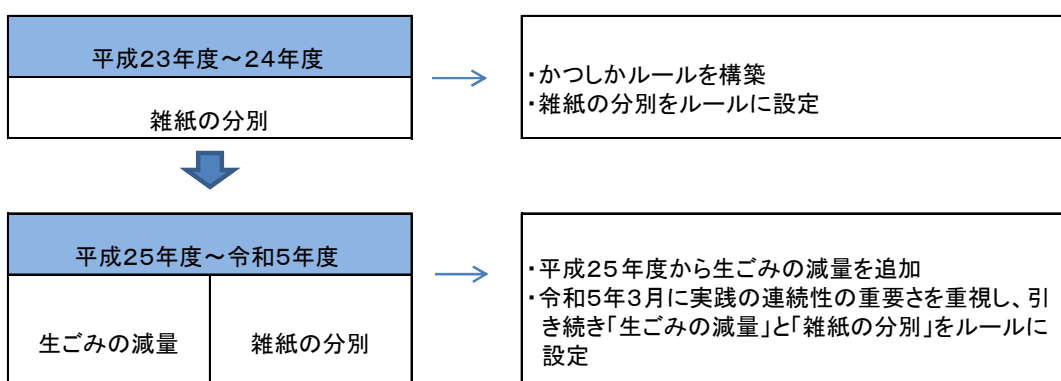 平成23年度～24年度
雑紙の分別
・かつしかルールを構築
・雑紙の分別をルールに設定
平成25年度～令和5年度
生ごみの減量
雑紙の分別
・平成25年度から生ごみの減量を追加
・令和5年3月に実践の連続性の重要さを重視し、引
き続き「生ごみの減量」と「雑紙の分別」をルールに
設定